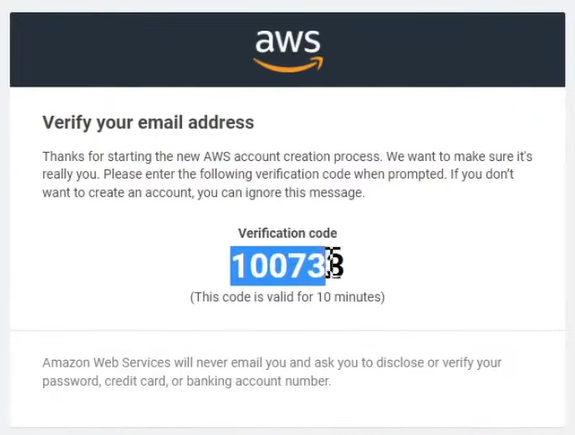 aws
Verify your email address
Thanks for starting the new AWS account creation process. We want to make sure it's
really you. Please enter the following verification code when prompted. If you don't
want to create an account, you can ignore this message.
Verification code
(This code is valid for 10 minutes)
Amazon Web Services will never email you and ask you to disclose or verify your
password, credit card, or banking account number.